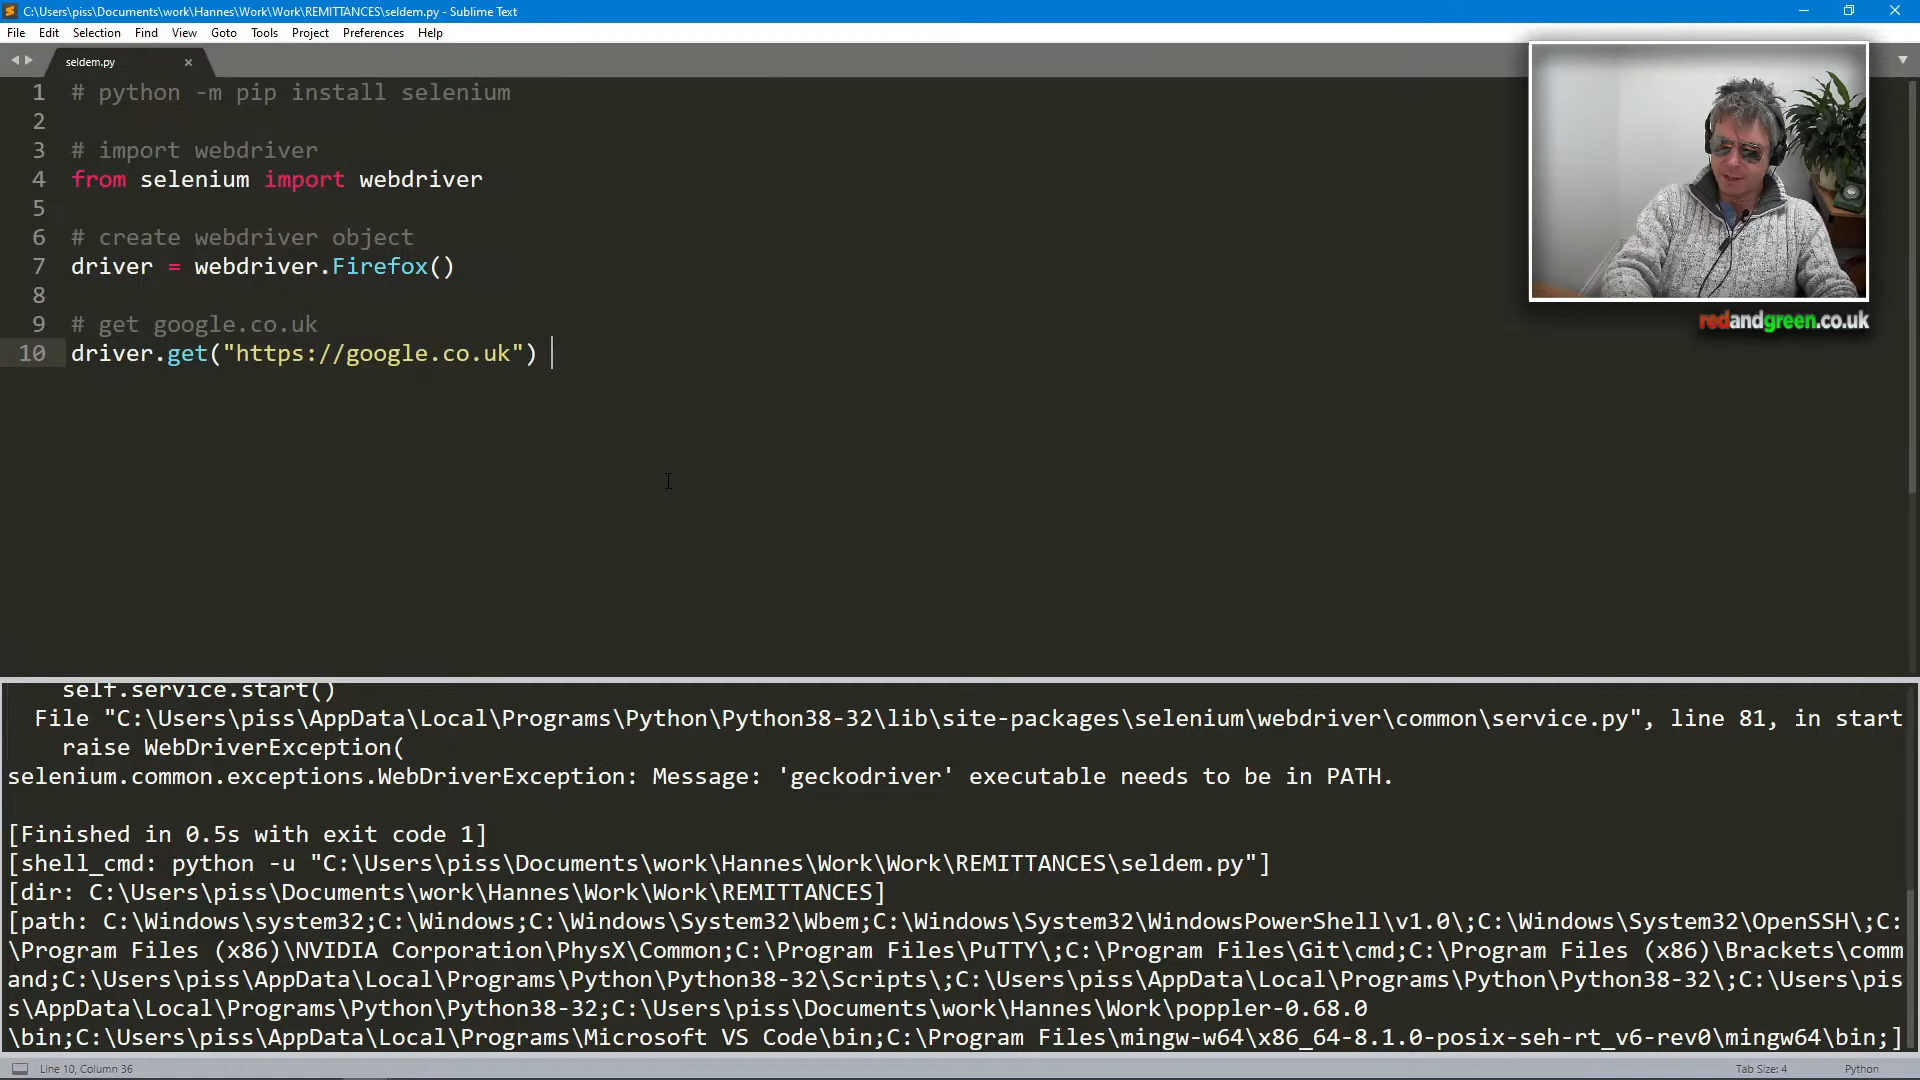 C:\Users\piss\Documents\work\Hannes\Work\Work\REMITTANCES\seldem.py - Sublime Text
File Edit Selection Find View Goto Tools Project Preferences Help
seldem.py
1 # python -m pip install selenium
2
3 # import webdriver
4 from selenium import webdriver
5
6 # create webdriver object
7 driver = webdriver.Firefox()
8
9 # get google.co.uk
10 driver.get("https://google.co.uk")
redandgreen.co.uk
self.service.start()
File "C:\Users\piss\AppData\Local\Programs\Python\Python38-32\lib\site-packages\selenium\webdriver\common\service.py", line 81, in start
raise WebDriverException(
selenium.common.exceptions.WebDriverException: Message: 'geckodriver' executable needs to be in PATH.
[Finished in 0.5s with exit code 1]
[shell_cmd: python -u "C:\Users\piss\Documents\work\Hannes\Work\Work\REMITTANCES\seldem.py"]
[dir: C:\Users\piss\Documents\work\Hannes\Work\Work\REMITTANCES]
[path: C:\Windows\system32;C:\Windows;C:\Windows\System32\Wbem;C:\Windows\System32\WindowsPowerShell\v1.0\;C:\Windows\System32\OpenSSH\;C:
\Program Files (x86)\NVIDIA Corporation\PhysX\Common;C:\Program Files\PuTTY\;C:\Program Files\Git\cmd;C:\Program Files (x86)\Brackets\comm
and;C:\Users\piss\AppData\Local\Programs\Python\Python38-32\Scripts\;C:\Users\piss\AppData\Local\Programs\Python\Python38-32\;C:\Users\pis
s\AppData\Local\Programs\Python\Python38-32;C:\Users\piss\Documents\work\Hannes\Work\poppler-0.68.0
\bin;C:\Users\piss\AppData\Local\Programs\Microsoft VS Code\bin;C:\Program Files\mingw-w64\x86_64-8.1.0-posix-seh-rt_v6-rev0\mingw64\bin;]
Line 10, Column 36
Tab Size: 4
Python